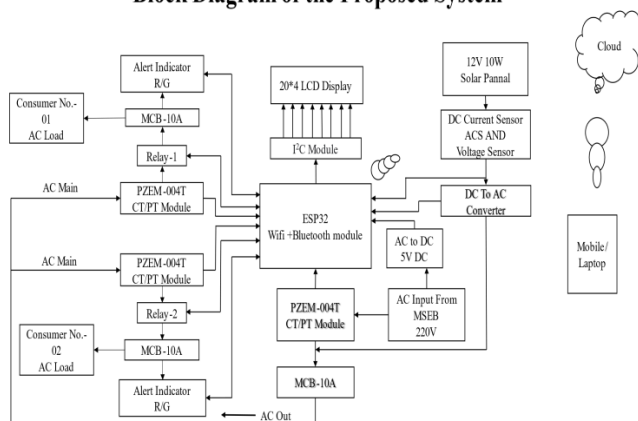 Block Diagram of the Proposed System
Alert Indicator
R/G
Consumer No.-
01
AC Load
MCB-10A
Relay-1
AC Main
PZEM-004T
CT/PT Module
AC Main
PZEM-004T
CT/PT Module
Relay-2
Consumer No.-
02
AC Load
MCB-10A
Alert Indicator
R/G
20*4 LCD Display
I²C Module
ESP32
Wifi +Bluetooth module
PZEM-004T
CT/PT Module
MCB-10A
AC Out
12V 10W
Solar Pannal
DC Current Sensor
ACS AND
Voltage Sensor
DC To AC
Converter
AC to DC
5V DC
AC Input From
MSEB
220V
Cloud
Mobile/
Laptop